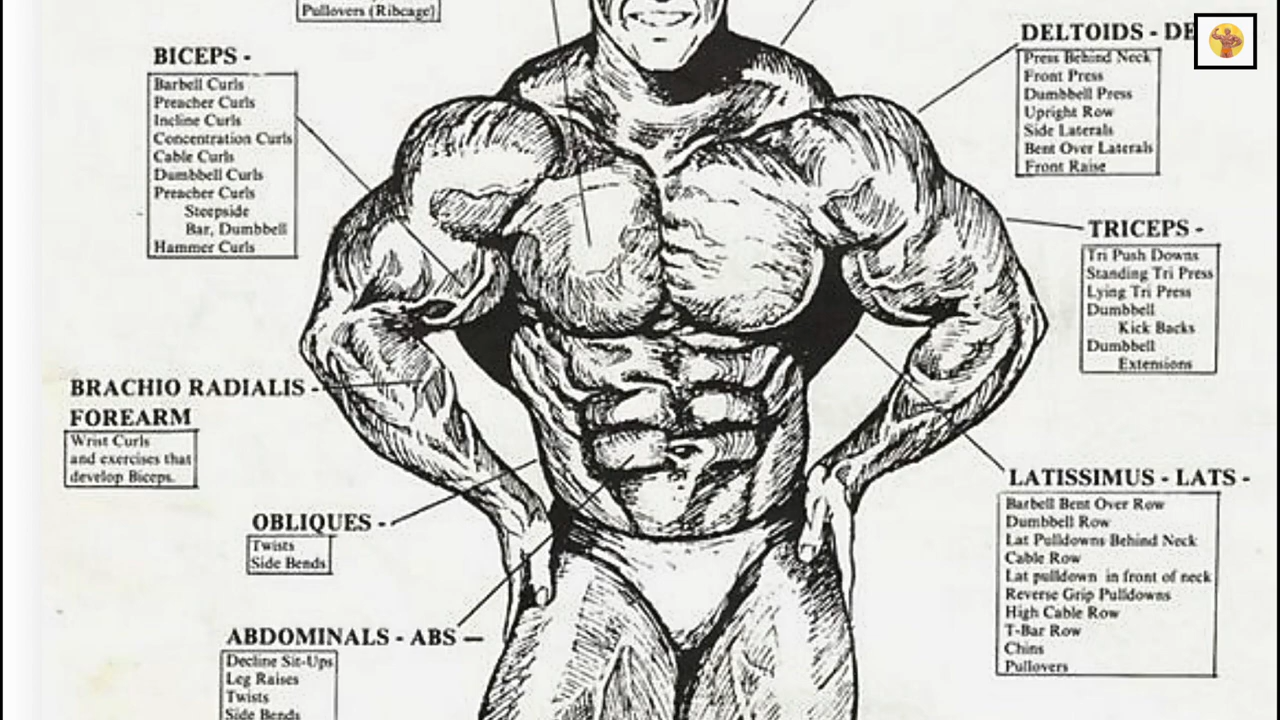 Pullovers (Ribcage)
BICEPS -
Barbell Curls
Preacher Curls
Incline Curls
Concentration Curls
Cable Curls
Dumbbell Curls
Preacher Curls
Steepside
Bar, Dumbbell
Hammer Curls
BRACHIO RADIALIS -
FOREARM
Wrist Curls
and exercises that
develop Biceps.
OBLIQUES -
Twists
Side Bends
ABDOMINALS - ABS —
Decline Sit-Ups
Leg Raises
Twists
Side Bends
DELTOIDS - DE
Press Behind Neck
Front Press
Dumbbell Press
Upright Row
Side Laterals
Bent Over Laterals
Front Raise
TRICEPS -
Tri Push Downs
Standing Tri Press
Lying Tri Press
Dumbbell
Kick Backs
Dumbbell
Extensions
LATISSIMUS - LATS -
Barbell Bent Over Row
Dumbbell Row
Lat Pulldowns Behind Neck
Cable Row
Lat pulldown in front of neck
Reverse Grip Pulldowns
High Cable Row
T-Bar Row
Chins
Pullovers